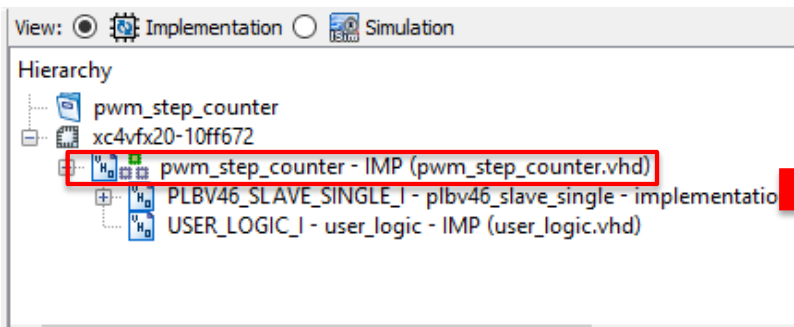 View: Implementation Simulation
Hierarchy
pwm_step_counter
xc4vfx20-10ff672
pwm_step_counter - IMP (pwm_step_counter.vhd)
PLBV46_SLAVE_SINGLE_I - plbv46_slave_single - implementatio
USER_LOGIC_I - user_logic - IMP (user_logic.vhd)